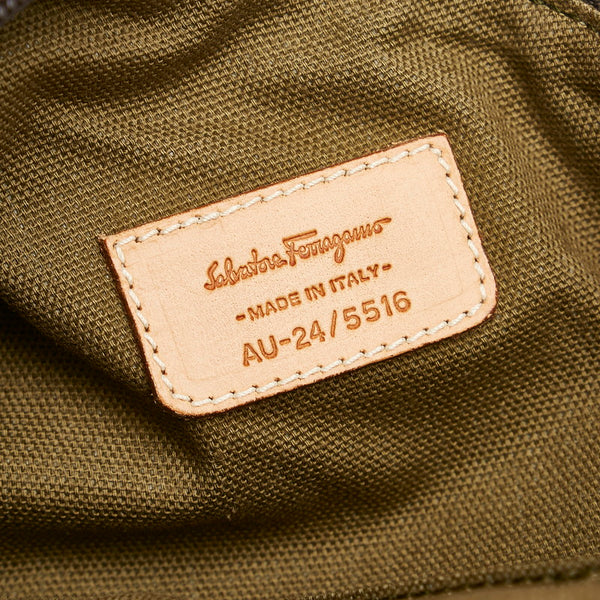 Salvatore Ferragamo
-MADE IN ITALY-
AU-24/5516